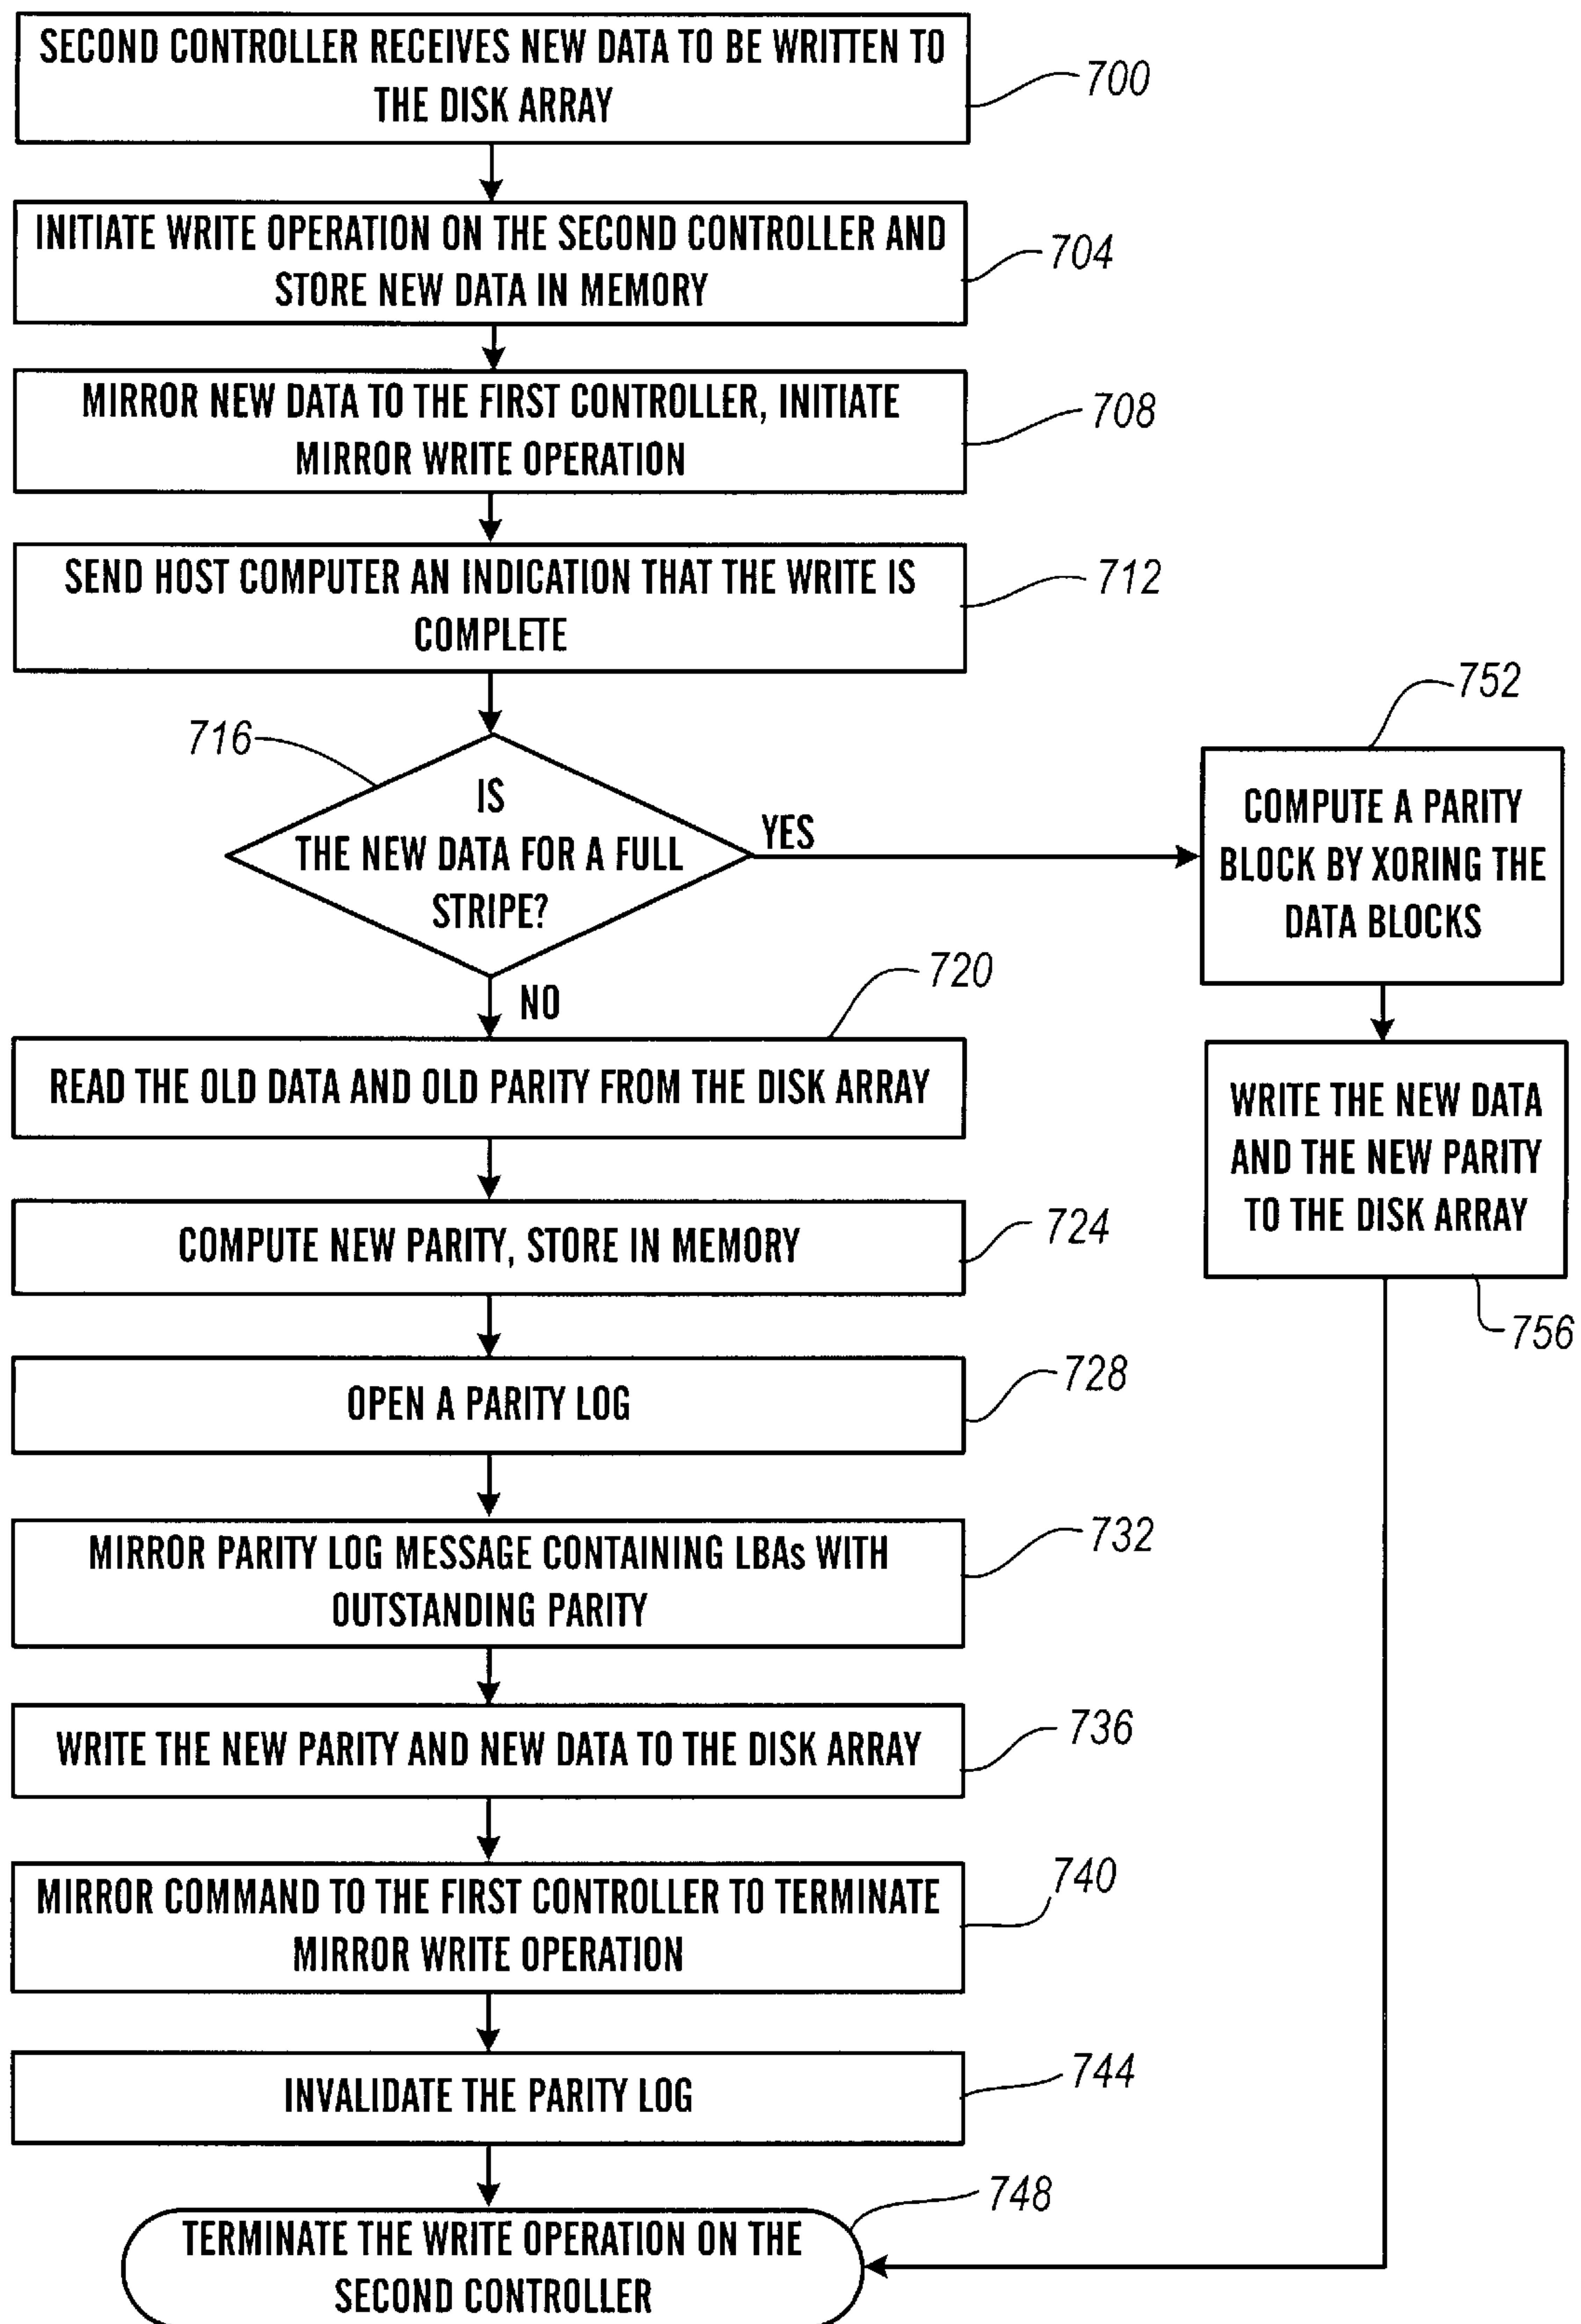 SECOND CONTROLLER RECEIVES NEW DATA TO BE WRITTEN TO
THE DISK ARRAY
700
INITIATE WRITE OPERATION ON THE SECOND CONTROLLER AND
STORE NEW DATA IN MEMORY
704
MIRROR NEW DATA TO THE FIRST CONTROLLER, INITIATE
MIRROR WRITE OPERATION
708
SEND HOST COMPUTER AN INDICATION THAT THE WRITE IS
COMPLETE
712
716
IS
THE NEW DATA FOR A FULL
STRIPE?
YES
NO
752
COMPUTE A PARITY
BLOCK BY XORING THE
DATA BLOCKS
WRITE THE NEW DATA
AND THE NEW PARITY
TO THE DISK ARRAY
756
720
READ THE OLD DATA AND OLD PARITY FROM THE DISK ARRAY
COMPUTE NEW PARITY, STORE IN MEMORY
724
OPEN A PARITY LOG
728
MIRROR PARITY LOG MESSAGE CONTAINING LBAs WITH
OUTSTANDING PARITY
732
WRITE THE NEW PARITY AND NEW DATA TO THE DISK ARRAY
736
MIRROR COMMAND TO THE FIRST CONTROLLER TO TERMINATE
MIRROR WRITE OPERATION
740
INVALIDATE THE PARITY LOG
744
TERMINATE THE WRITE OPERATION ON THE
SECOND CONTROLLER
748